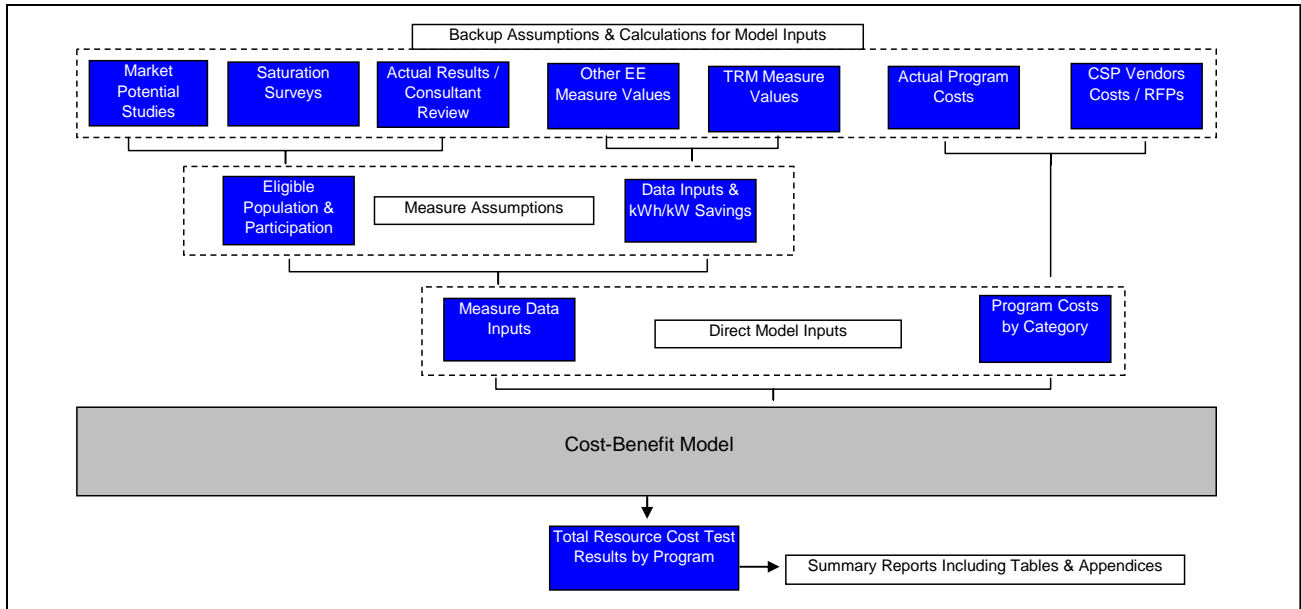 Backup Assumptions & Calculations for Model Inputs
Market
Potential
Studies
Saturation
Surveys
Actual Results /
Consultant
Review
Other EE
Measure Values
TRM Measure
Values
Actual Program
Costs
CSP Vendors
Costs / RFPs
Eligible
Population &
Participation
Measure Assumptions
Data Inputs &
kWh/kW Savings
Measure Data
Inputs
Direct Model Inputs
Program Costs
by Category
Cost-Benefit Model
Total Resource Cost Test
Results by Program
Summary Reports Including Tables & Appendices